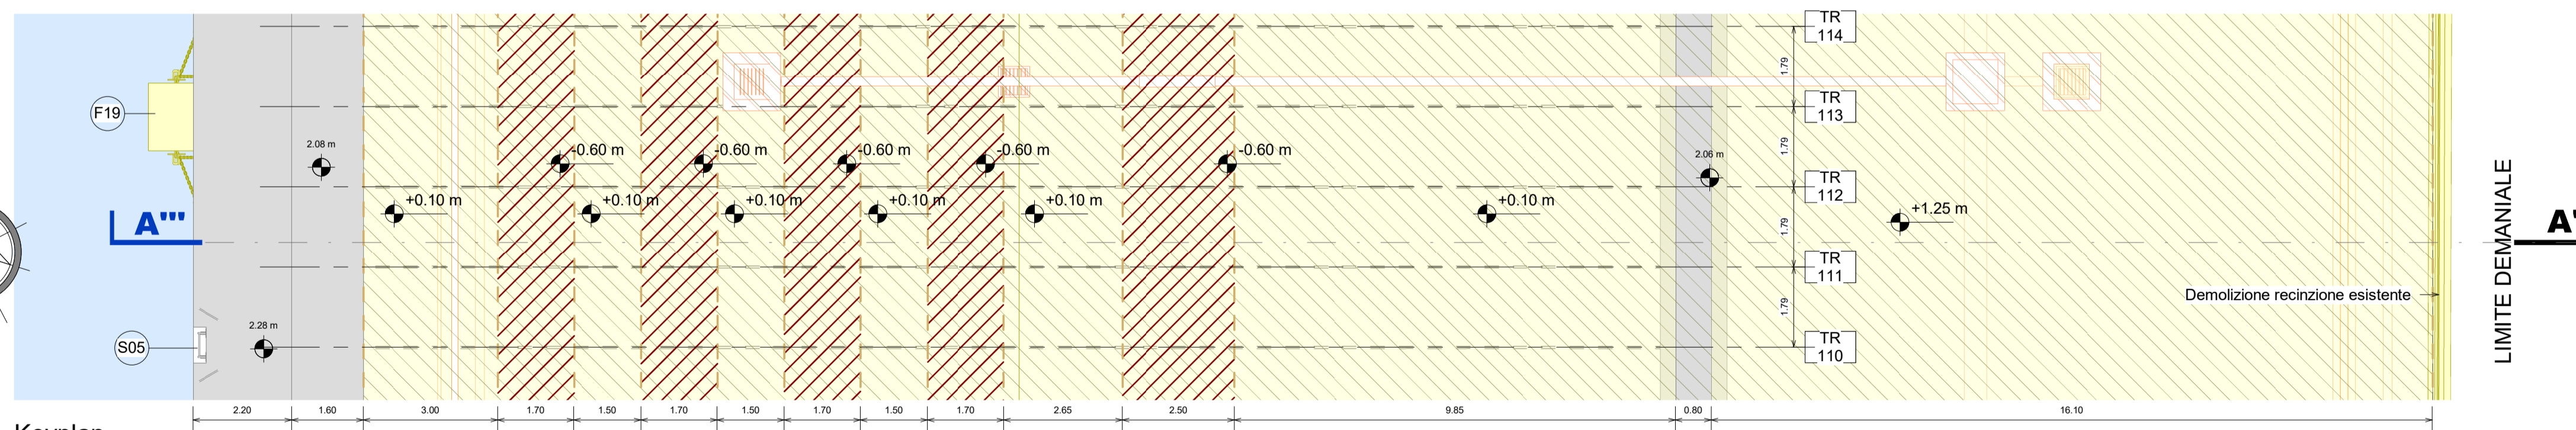 TR
114
F19
1.79
TR
113
2.08 m
-0.60 m
-0.60 m
-0.60 m
-0.60 m
-0.60 m
2.06 m
1.79
TR
112
+0.10 m
+0.10 m
+0.10 m
+0.10 m
+0.10 m
+0.10 m
+1.25 m
A'''
1.79
LIMITE DEMANIALE
TR
111
Demolizione recinzione esistente
1.79
2.28 m
S05
TR
110
2.20
1.60
3.00
1.70
1.50
1.70
1.50
1.70
1.50
1.70
2.65
2.50
9.85
0.80
16.10